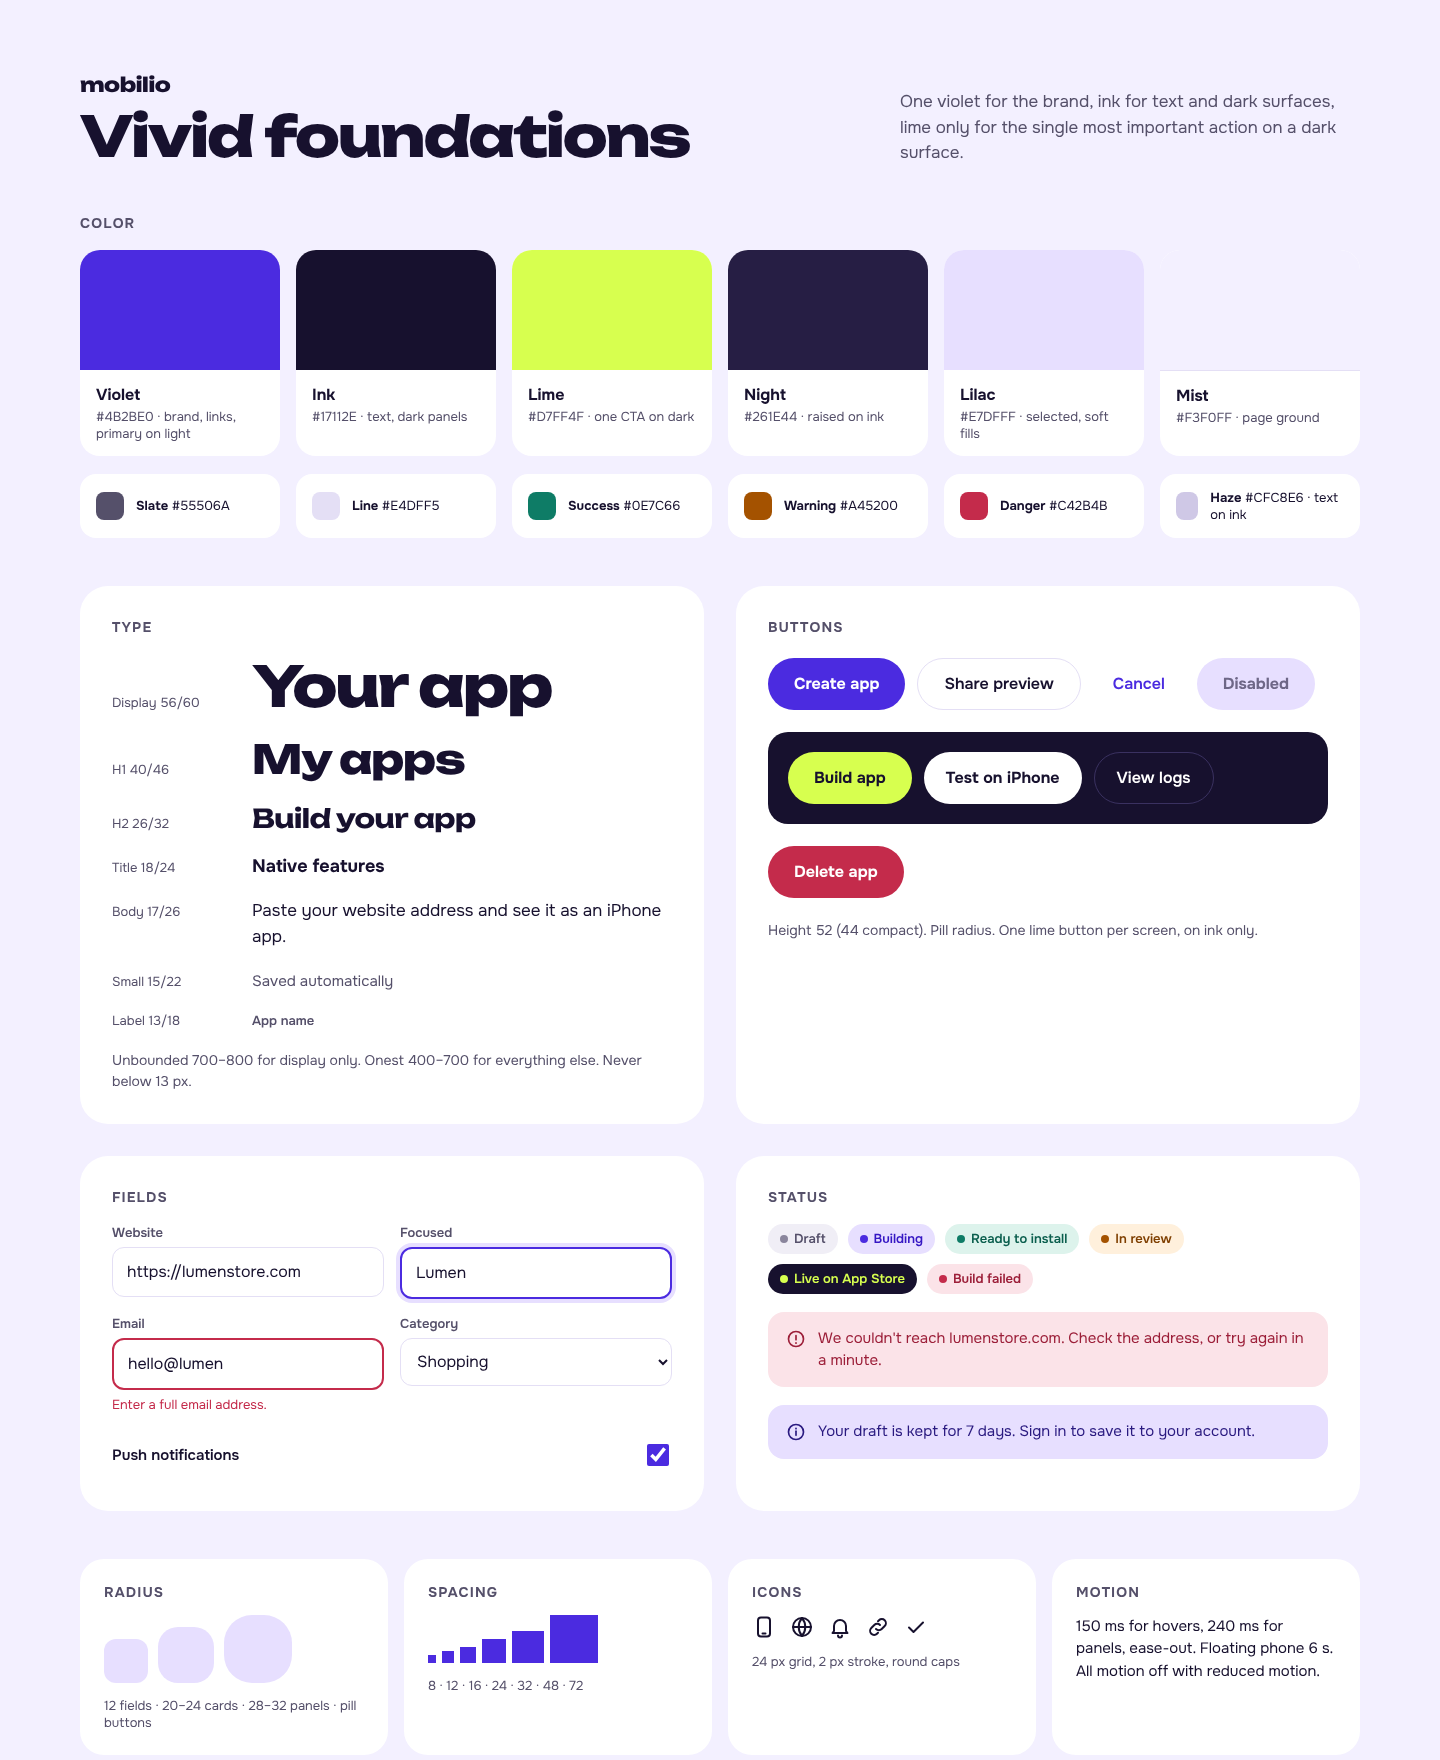 mobilio
Vivid foundations
One violet for the brand, ink for text and dark surfaces,
lime only for the single most important action on a dark
surface.
COLOR
Violet
#4B2BE0 · brand, links,
primary on light
Ink
#17112E · text, dark panels
Lime
#D7FF4F · one CTA on dark
Night
#261E44 · raised on ink
Lilac
#E7DFFF · selected, soft
fills
Mist
#F3F0FF · page ground
Slate #55506A
Line #E4DFF5
Success #0E7C66
Warning #A45200
Danger #C42B4B
Haze #CFC8E6 · text
on ink
TYPE
Display 56/60
Your app
H1 40/46
My apps
H2 26/32
Build your app
Title 18/24
Native features
Body 17/26
Paste your website address and see it as an iPhone
app.
Small 15/22
Saved automatically
Label 13/18
App name
Unbounded 700–800 for display only. Onest 400–700 for everything else. Never
below 13 px.
BUTTONS
Create app
Share preview
Cancel
Disabled
Build app
Test on iPhone
View logs
Delete app
Height 52 (44 compact). Pill radius. One lime button per screen, on ink only.
FIELDS
Website
https://lumenstore.com
Focused
Lumen
Email
hello@lumen
Enter a full email address.
Category
Shopping
Push notifications
STATUS
Draft
Building
Ready to install
In review
Live on App Store
Build failed
We couldn't reach lumenstore.com. Check the address, or try again in
a minute.
Your draft is kept for 7 days. Sign in to save it to your account.
RADIUS
12 fields · 20–24 cards · 28–32 panels · pill
buttons
SPACING
8 · 12 · 16 · 24 · 32 · 48 · 72
ICONS
24 px grid, 2 px stroke, round caps
MOTION
150 ms for hovers, 240 ms for
panels, ease-out. Floating phone 6 s.
All motion off with reduced motion.